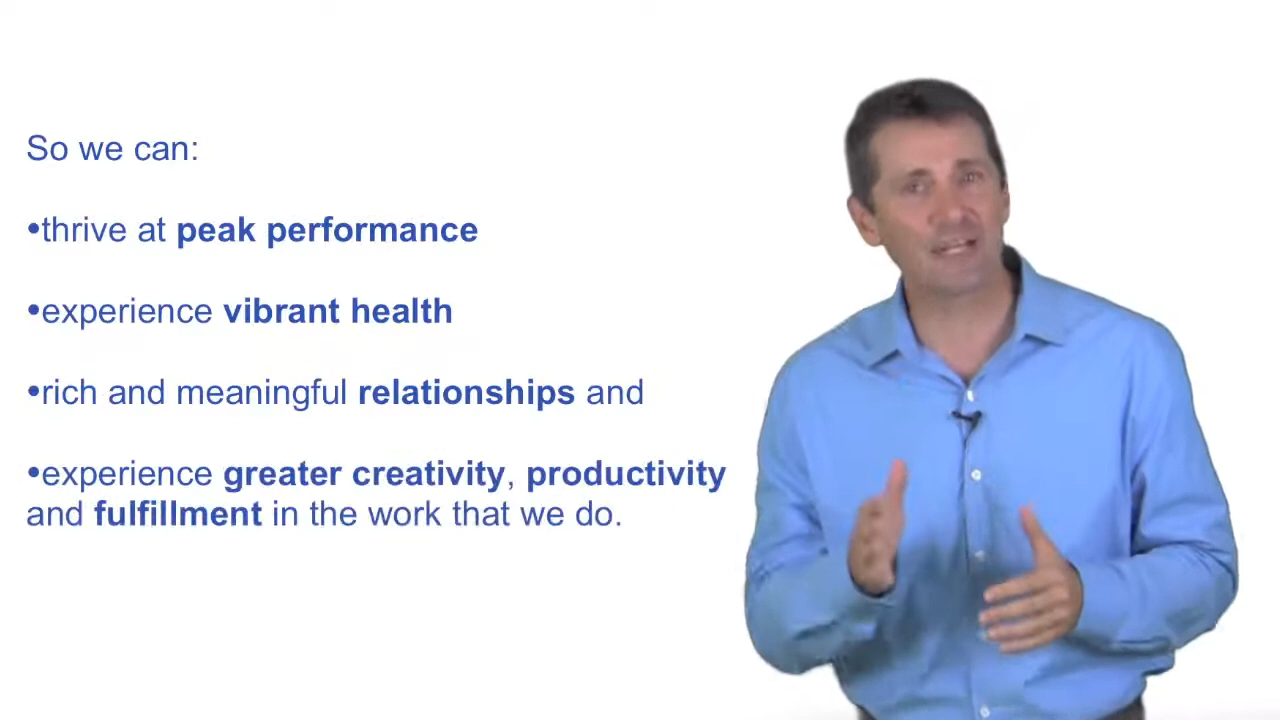 So we can:
•thrive at peak performance
•experience vibrant health
•rich and meaningful relationships and
•experience greater creativity, productivity
and fulfillment in the work that we do.